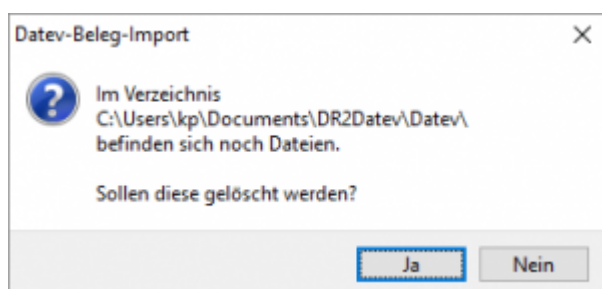 Datev-Beleg-Import
Im Verzeichnis
C:\Users\kp\Documents\DR2Datev\Datev\
befinden sich noch Dateien.
Sollen diese gelöscht werden?
Ja
Nein